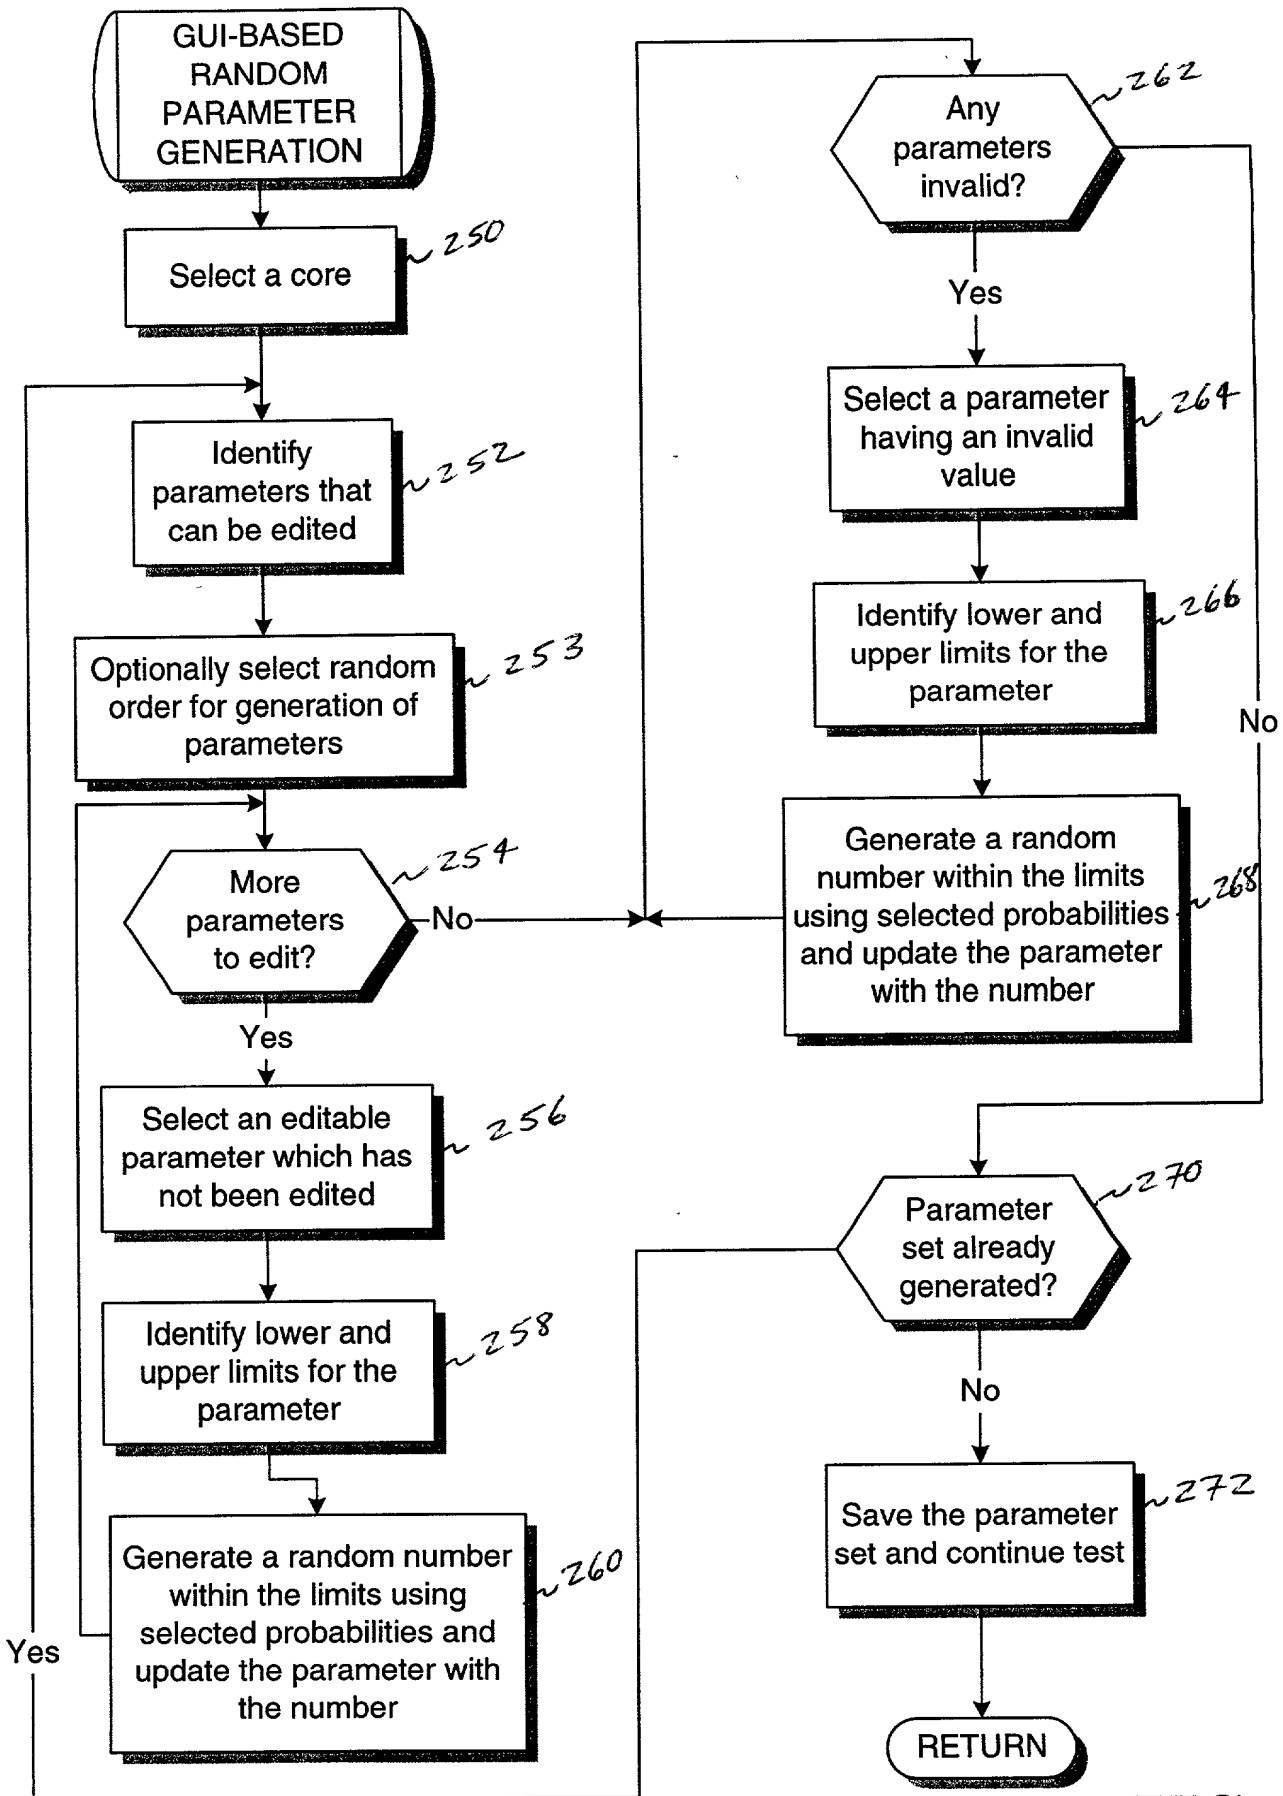 GUI-BASED
RANDOM
PARAMETER
GENERATION
250
Select a core
252
Identify
parameters that
can be edited
253
Optionally select random
order for generation of
parameters
254
More
parameters
to edit?
No
Yes
256
Select an editable
parameter which has
not been edited
258
Identify lower and
upper limits for the
parameter
260
Generate a random number
within the limits using
selected probabilities and
update the parameter with
the number
Yes
262
Any
parameters
invalid?
Yes
264
Select a parameter
having an invalid
value
266
Identify lower and
upper limits for the
parameter
No
268
Generate a random
number within the limits
using selected probabilities
and update the parameter
with the number
270
Parameter
set already
generated?
No
272
Save the parameter
set and continue test
RETURN